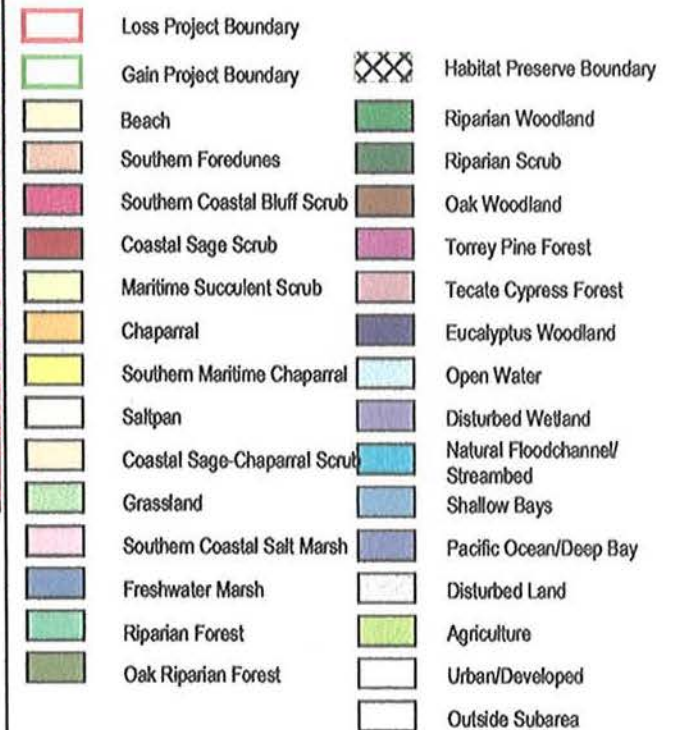 Loss Project Boundary
Gain Project Boundary
Beach
Southern Foredunes
Southern Coastal Bluff Scrub
Coastal Sage Scrub
Maritime Succulent Scrub
Chaparral
Southern Maritime Chaparral
Saltpan
Coastal Sage-Chaparral Scrub
Grassland
Southern Coastal Salt Marsh
Freshwater Marsh
Riparian Forest
Oak Riparian Forest
Habitat Preserve Boundary
Riparian Woodland
Riparian Scrub
Oak Woodland
Torrey Pine Forest
Tecate Cypress Forest
Eucalyptus Woodland
Open Water
Disturbed Wetland
Natural Floodchannel/
Streambed
Shallow Bays
Pacific Ocean/Deep Bay
Disturbed Land
Agriculture
Urban/Developed
Outside Subarea